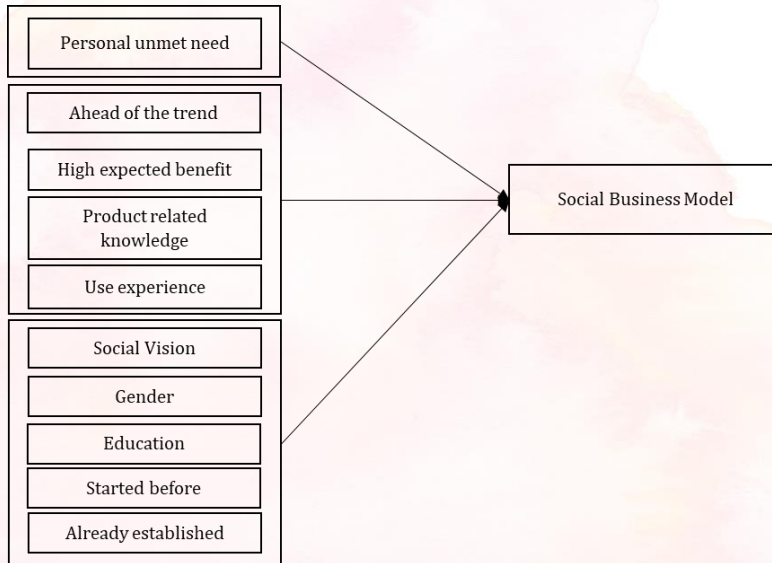 Personal unmet need
Ahead of the trend
High expected benefit
Product related
knowledge
Use experience
Social Vision
Gender
Education
Started before
Already established
Social Business Model